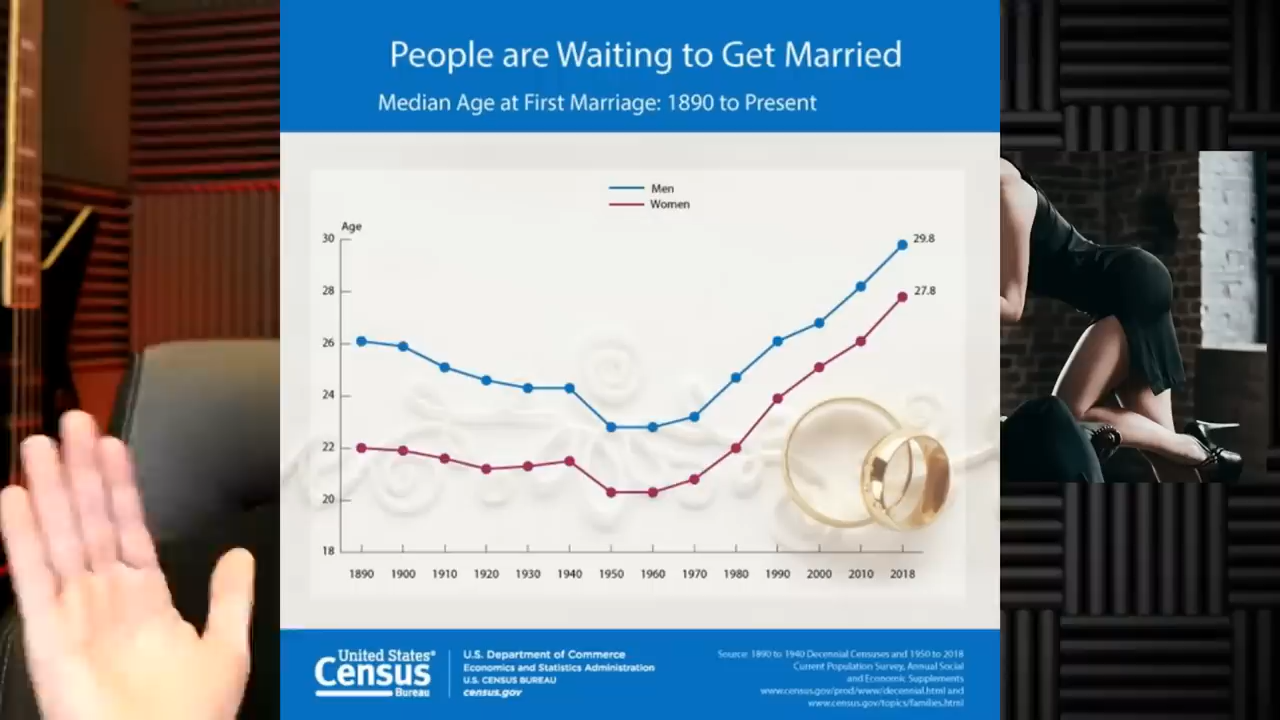 People are Waiting to Get Married
Median Age at First Marriage: 1890 to Present
Men
Women
Age
30
28
26
24
22
20
18
29.8
27.8
1890 1900 1910 1920 1930 1940 1950 1960 1970 1980 1990 2000 2010 2018
United States®
Census
Bureau
U.S. Department of Commerce
Economics and Statistics Administration
U.S. CENSUS BUREAU
census.gov
Source: 1890 to 1940 Decennial Censuses and 1950 to 2018
Current Population Survey, Annual Social
and Economic Supplements
www.census.gov/prod/www/decennial.html and
www.census.gov/topics/families.html